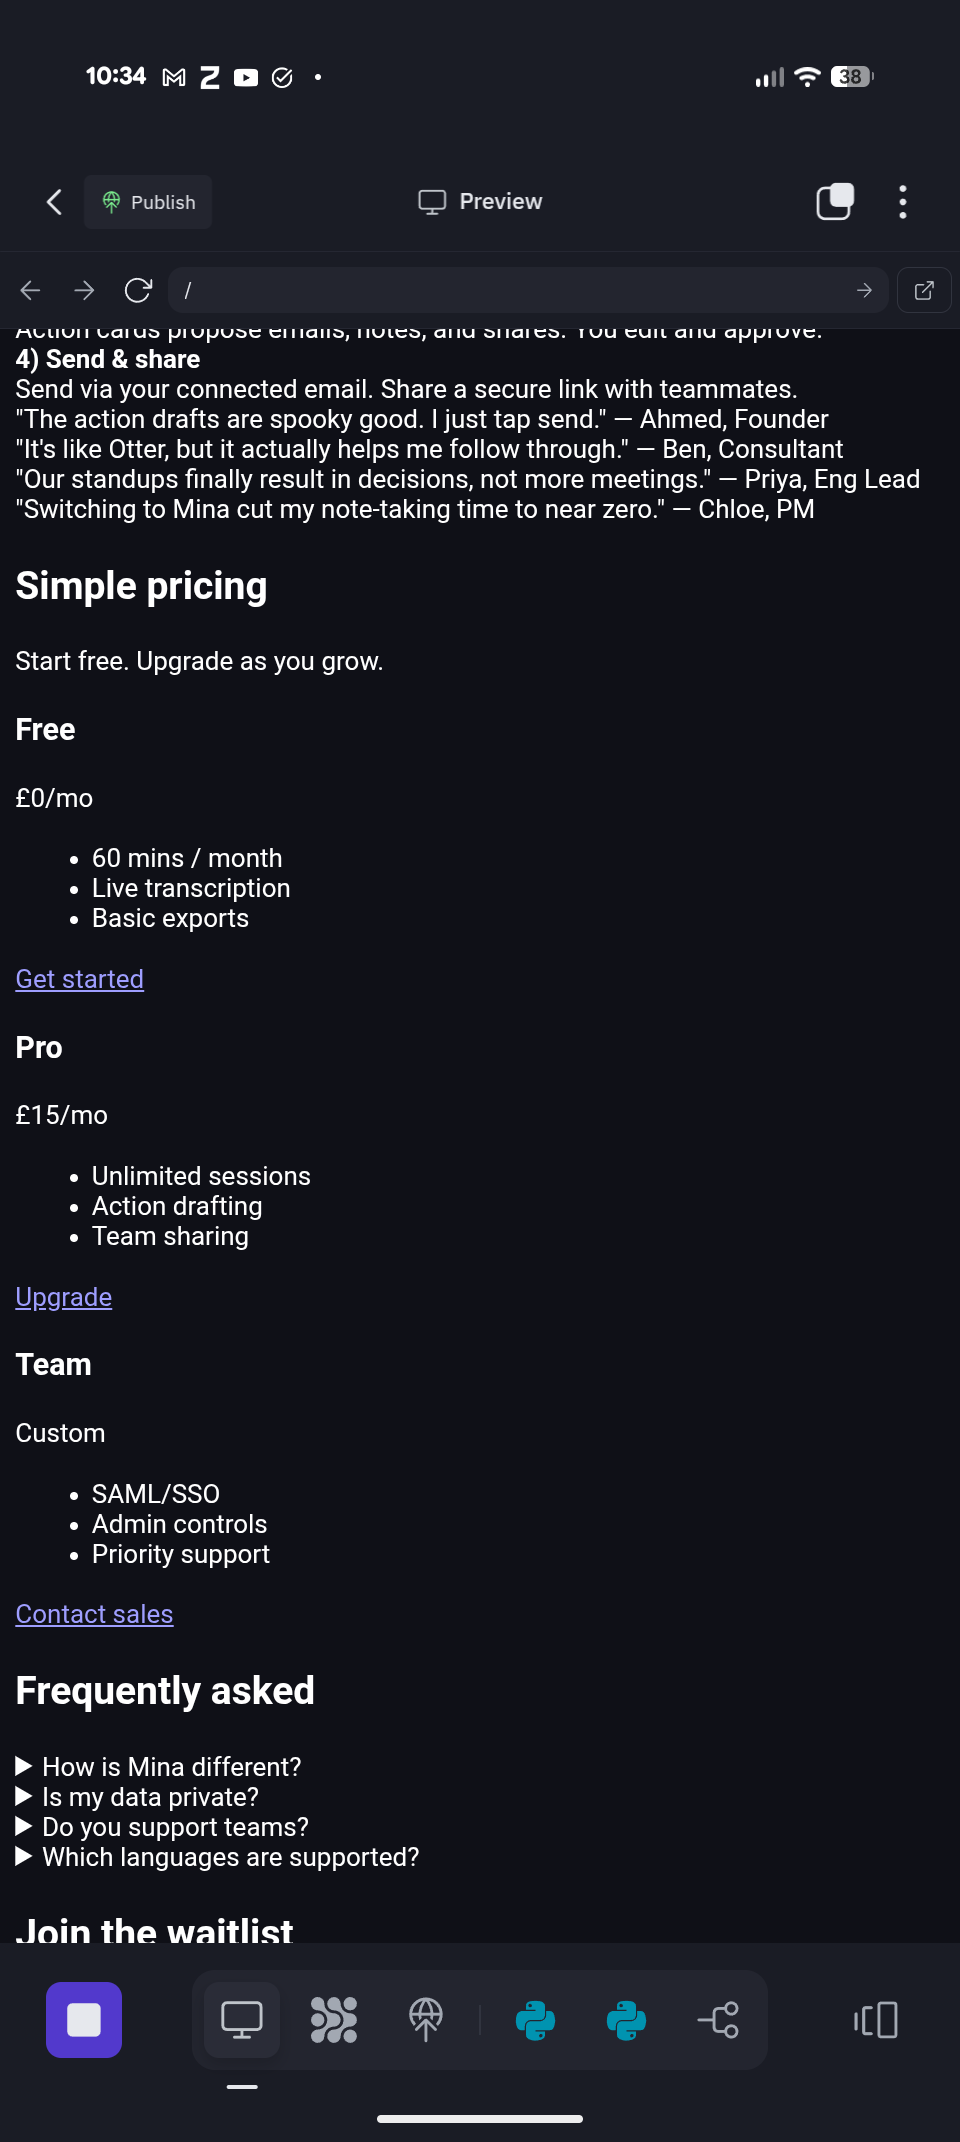 10:34
38
Publish
Preview
/
Action cards propose emails, notes, and shares. You edit and approve.
4) Send & share
Send via your connected email. Share a secure link with teammates.
"The action drafts are spooky good. I just tap send." — Ahmed, Founder
"It's like Otter, but it actually helps me follow through." — Ben, Consultant
"Our standups finally result in decisions, not more meetings." — Priya, Eng Lead
"Switching to Mina cut my note-taking time to near zero." — Chloe, PM
Simple pricing
Start free. Upgrade as you grow.
Free
£0/mo
• 60 mins / month
• Live transcription
• Basic exports
Get started
Pro
£15/mo
• Unlimited sessions
• Action drafting
• Team sharing
Upgrade
Team
Custom
• SAML/SSO
• Admin controls
• Priority support
Contact sales
Frequently asked
▶ How is Mina different?
▶ Is my data private?
▶ Do you support teams?
▶ Which languages are supported?
Join the waitlist